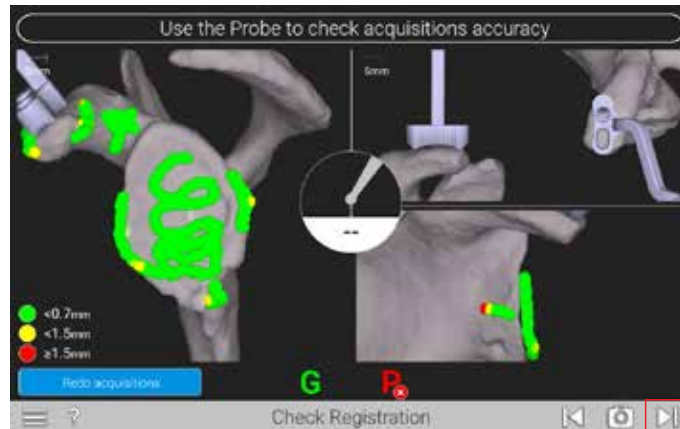 Use the Probe to check acquisitions accuracy
5mm
--
<0.7mm
<1.5mm
≥1.5mm
Redo acquisitions
G
P
?
Check Registration